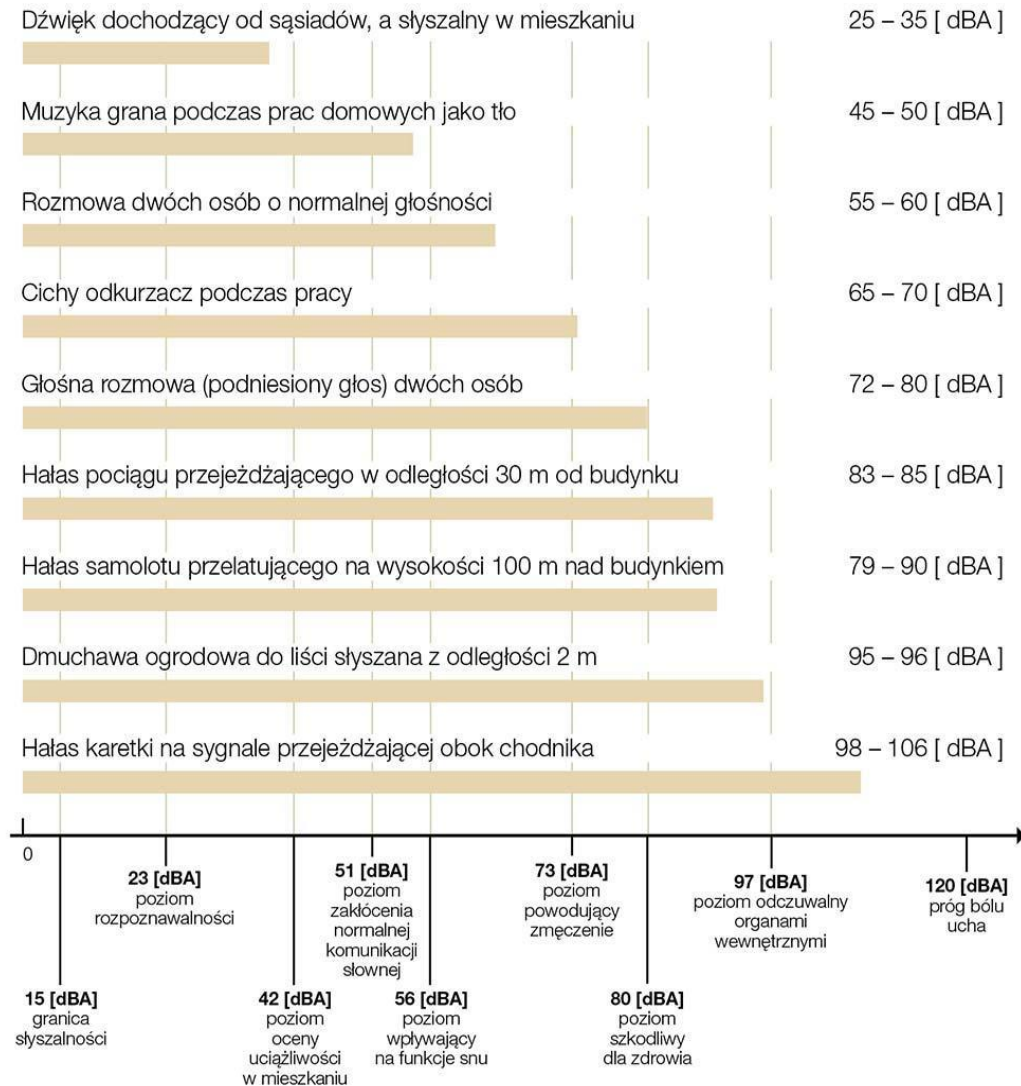 Dźwięk dochodzący od sąsiadów, a słyszalny w mieszkaniu 25 – 35 [ dBA ]
Muzyka grana podczas prac domowych jako tło 45 – 50 [ dBA ]
Rozmowa dwóch osób o normalnej głośności 55 – 60 [ dBA ]
Cichy odkurzacz podczas pracy 65 – 70 [ dBA ]
Głośna rozmowa (podniesiony głos) dwóch osób 72 – 80 [ dBA ]
Hałas pociągu przejeżdżającego w odległości 30 m od budynku 83 – 85 [ dBA ]
Hałas samolotu przelatującego na wysokości 100 m nad budynkiem 79 – 90 [ dBA ]
Dmuchawa ogrodowa do liści słyszana z odległości 2 m 95 – 96 [ dBA ]
Hałas karetki na sygnale przejeżdżającej obok chodnika 98 – 106 [ dBA ]
0
23 [dBA]
poziom
rozpoznawalności
51 [dBA]
poziom
zakłócenia
normalnej
komunikacji
słownej
73 [dBA]
poziom
powodujący
zmęczenie
97 [dBA]
poziom odczuwalny
organami
wewnętrznymi
120 [dBA]
próg bólu
ucha
15 [dBA]
granica
słyszalności
42 [dBA]
poziom
oceny
uciążliwości
w mieszkaniu
56 [dBA]
poziom
wpływający
na funkcje snu
80 [dBA]
poziom
szkodliwy
dla zdrowia